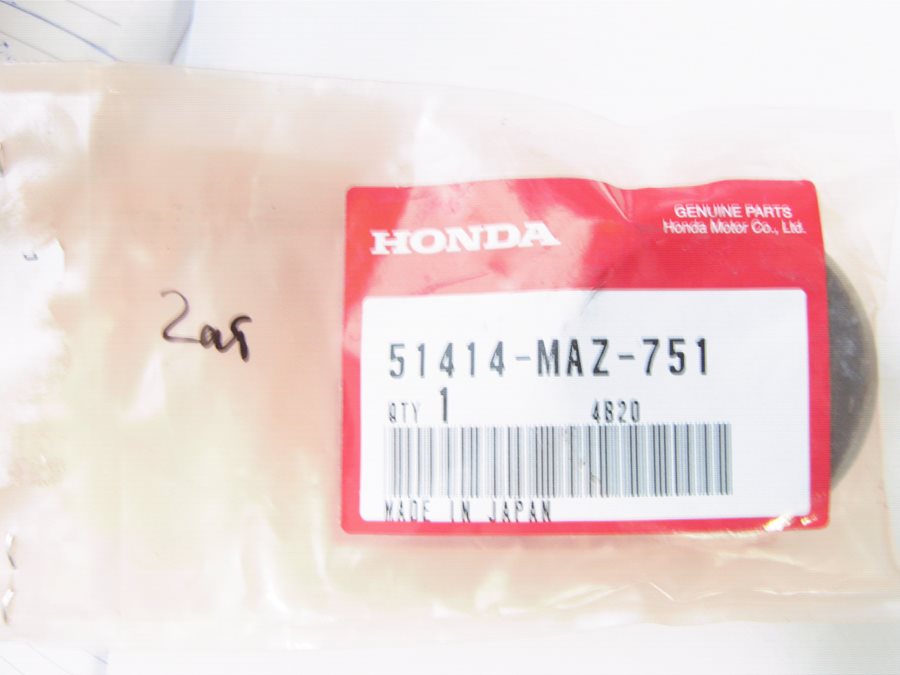 GENUINE PARTS
HONDA
Honda Motor Co., Ltd.
51414-MAZ-751
QTY 1 4B20
MADE IN JAPAN